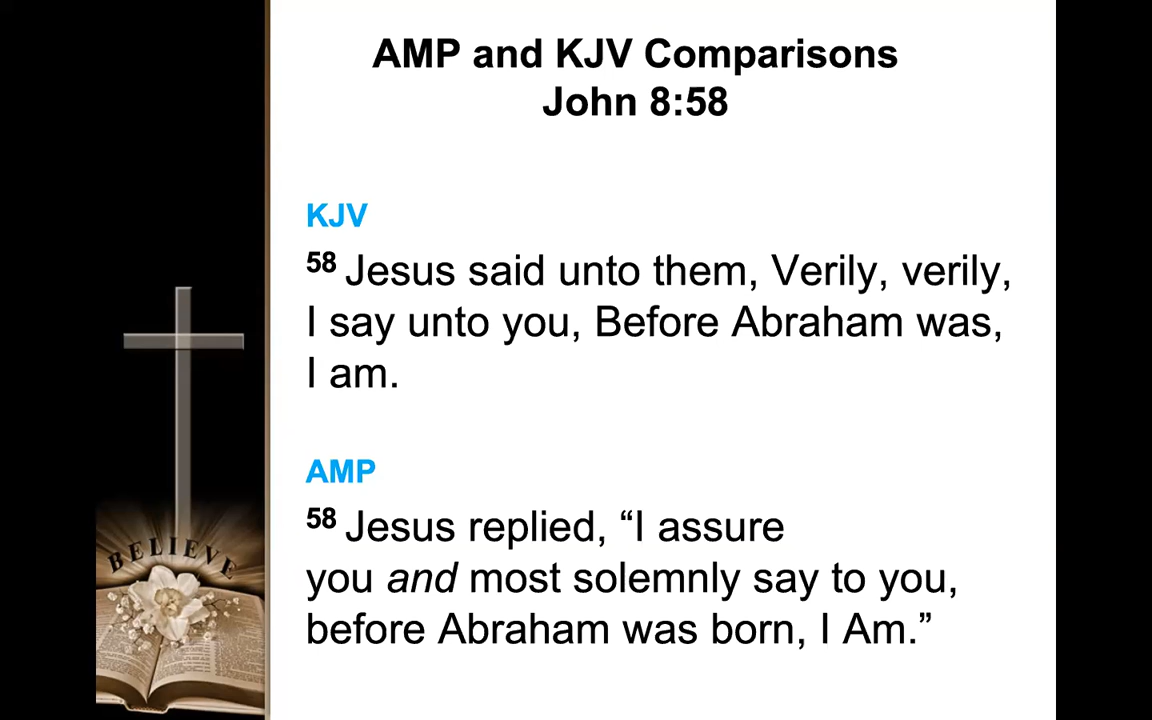 AMP and KJV Comparisons
John 8:58
KJV
58 Jesus said unto them, Verily, verily,
I say unto you, Before Abraham was,
I am.
AMP
58 Jesus replied, “I assure
you and most solemnly say to you,
before Abraham was born, I Am.”
BELIEVE